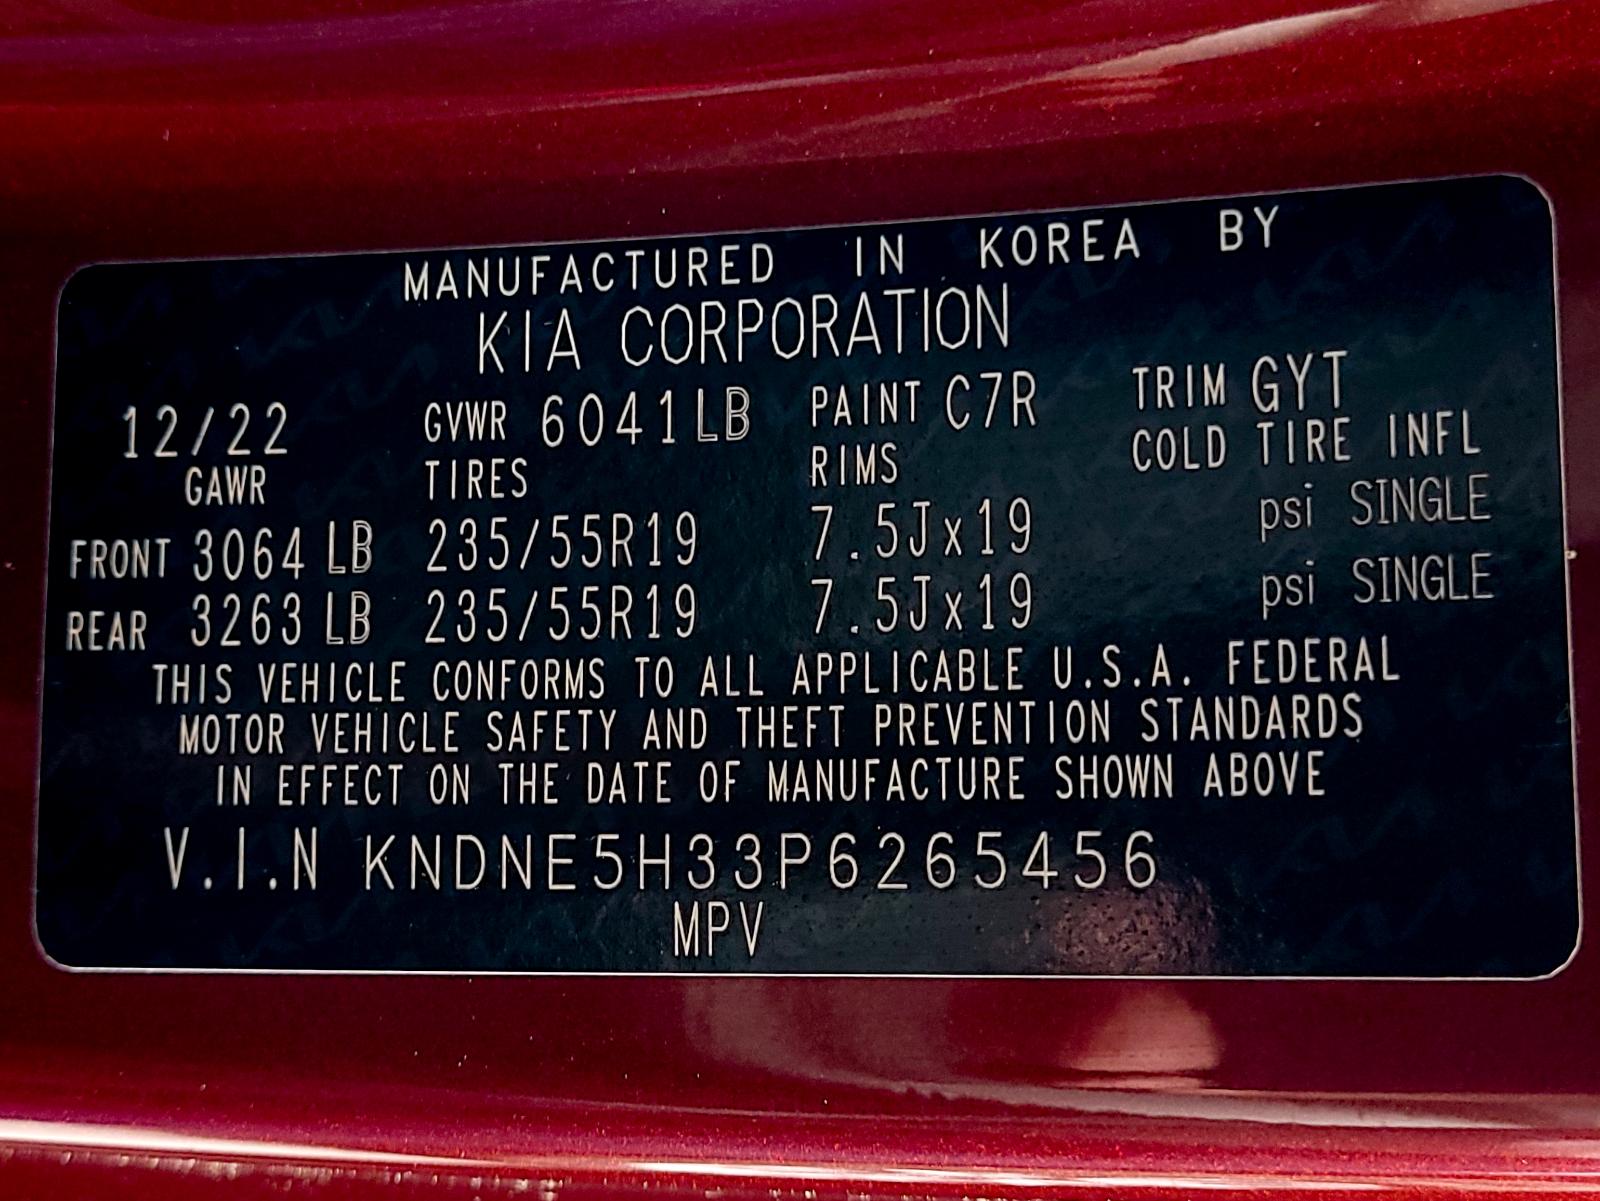 MANUFACTURED IN KOREA BY
KIA CORPORATION
12/22 GVWR 6041LB PAINT C7R TRIM GYT
GAWR TIRES RIMS COLD TIRE INFL
FRONT 3064 LB 235/55R19 7.5Jx19 psi SINGLE
REAR 3263 LB 235/55R19 7.5Jx19 psi SINGLE
THIS VEHICLE CONFORMS TO ALL APPLICABLE U.S.A. FEDERAL
MOTOR VEHICLE SAFETY AND THEFT PREVENTION STANDARDS
IN EFFECT ON THE DATE OF MANUFACTURE SHOWN ABOVE
V.I.N KNDNE5H33P6265456
MPV